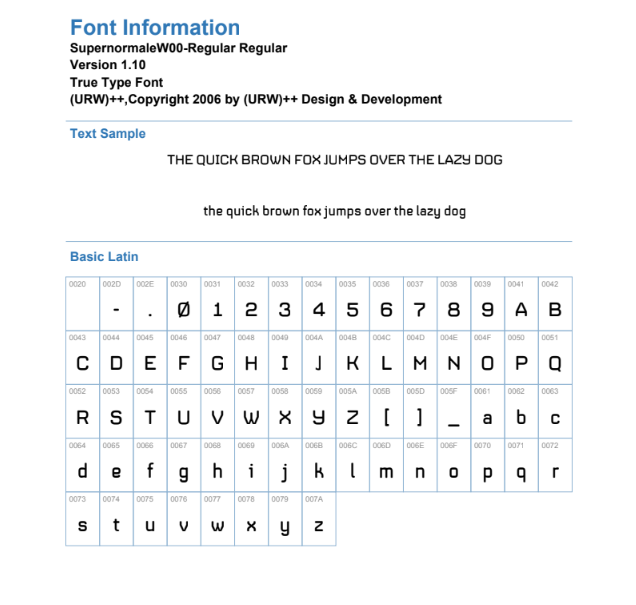 Font Information
SupernormaleW00-Regular Regular
Version 1.10
True Type Font
(URW)++,Copyright 2006 by (URW)++ Design & Development
Text Sample
THE QUICK BROWN FOX JUMPS OVER THE LAZY DOG
the quick brown fox jumps over the lazy dog
Basic Latin
0020 002D 002E 0030 0031 0032 0033 0034 0035 0036 0037 0038 0039 0041 0042
- . 0 1 2 3 4 5 6 7 8 9 A B
0043 0044 0045 0046 0047 0048 0049 004A 004B 004C 004D 004E 004F 0050 0051
C D E F G H I J K L M N O P Q
0052 0053 0054 0055 0056 0057 0058 0059 005A 005B 005D 005F 0061 0062 0063
R S T U V W X Y Z [ ] _ a b c
0064 0065 0066 0067 0068 0069 006A 006B 006C 006D 006E 006F 0070 0071 0072
d e f g h i j k l m n o p q r
0073 0074 0075 0076 0077 0078 0079 007A
s t u v w x y z